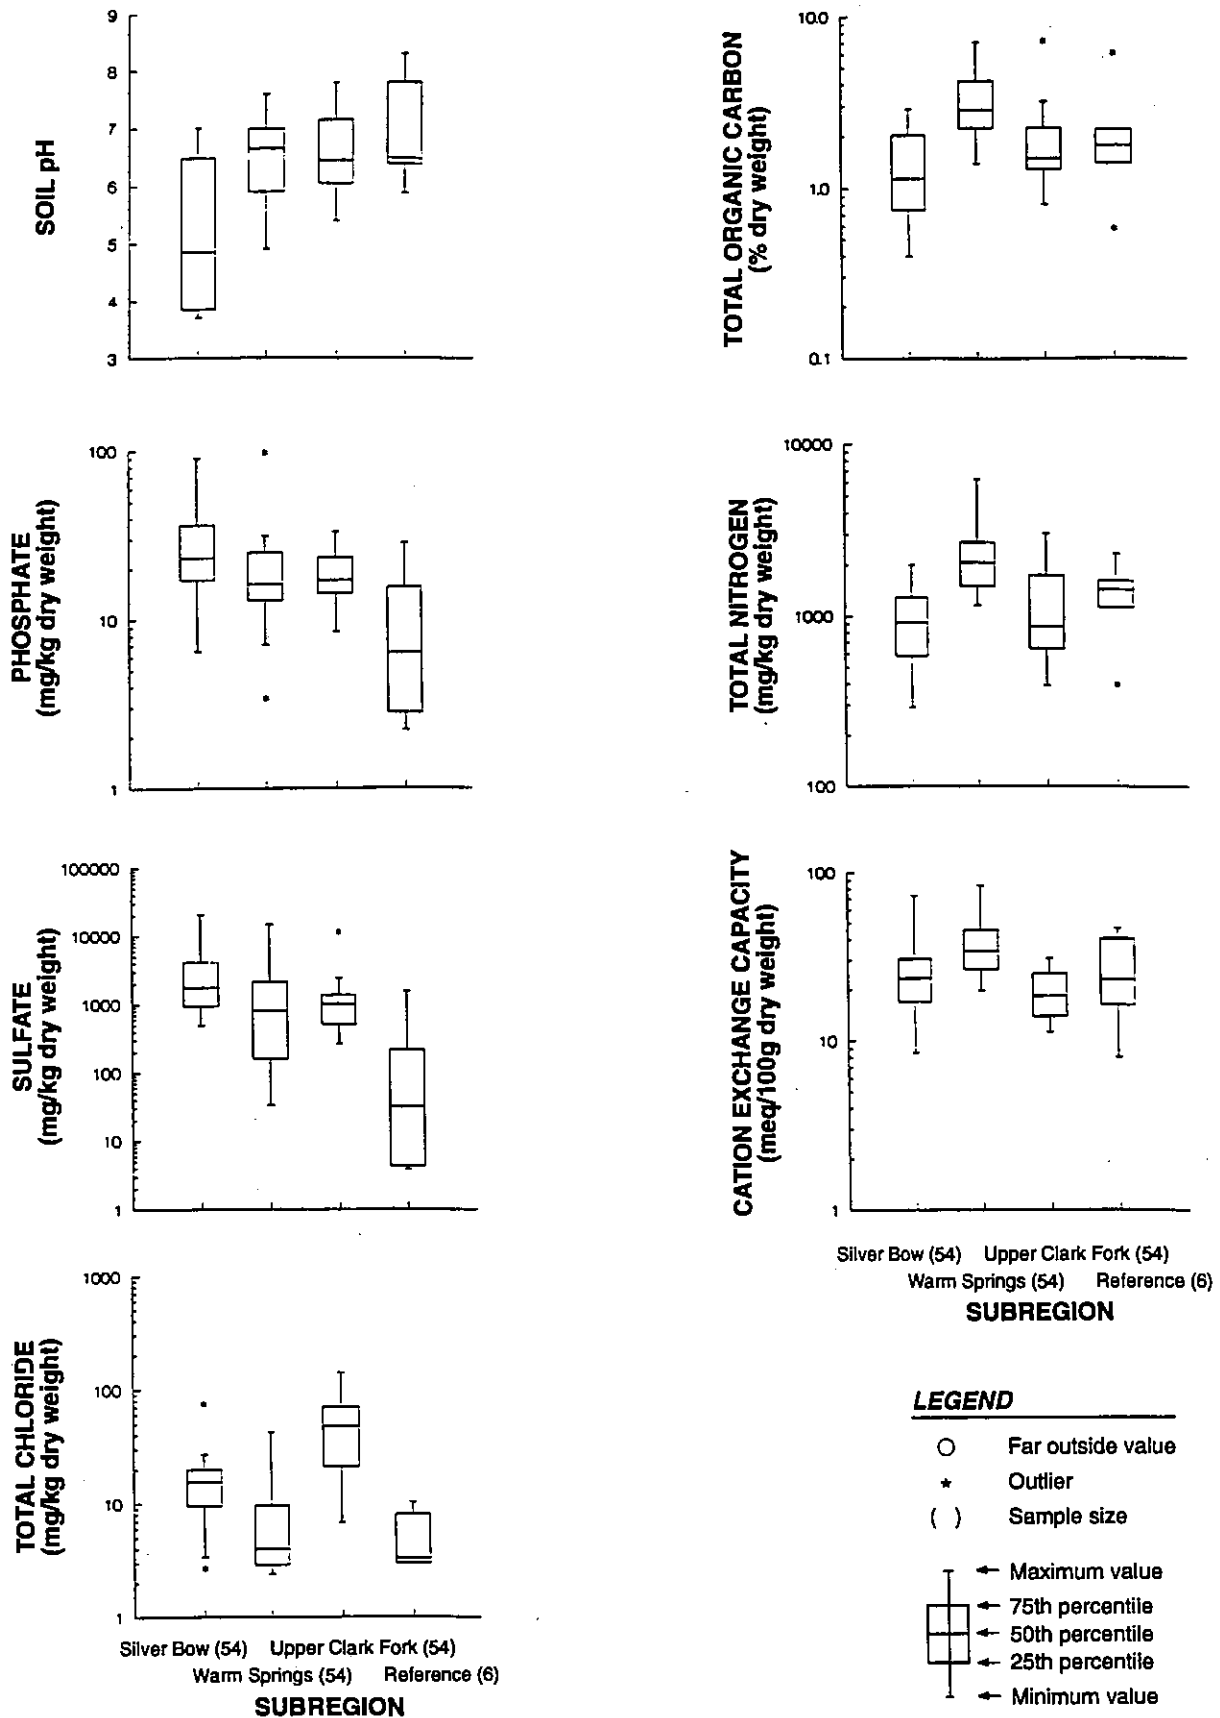 SOIL pH
9
8
7
6
5
4
3
TOTAL ORGANIC CARBON
(% dry weight)
10.0
1.0
0.1
PHOSPHATE
(mg/kg dry weight)
100
10
1
TOTAL NITROGEN
(mg/kg dry weight)
10000
1000
100
SULFATE
(mg/kg dry weight)
100000
10000
1000
100
10
1
CATION EXCHANGE CAPACITY
(meq/100g dry weight)
100
10
1
Silver Bow (54) Upper Clark Fork (54)
Warm Springs (54) Reference (6)
SUBREGION
TOTAL CHLORIDE
(mg/kg dry weight)
1000
100
10
1
Silver Bow (54) Upper Clark Fork (54)
Warm Springs (54) Reference (6)
SUBREGION
LEGEND
Far outside value
* Outlier
( ) Sample size
Maximum value
75th percentile
50th percentile
25th percentile
Minimum value